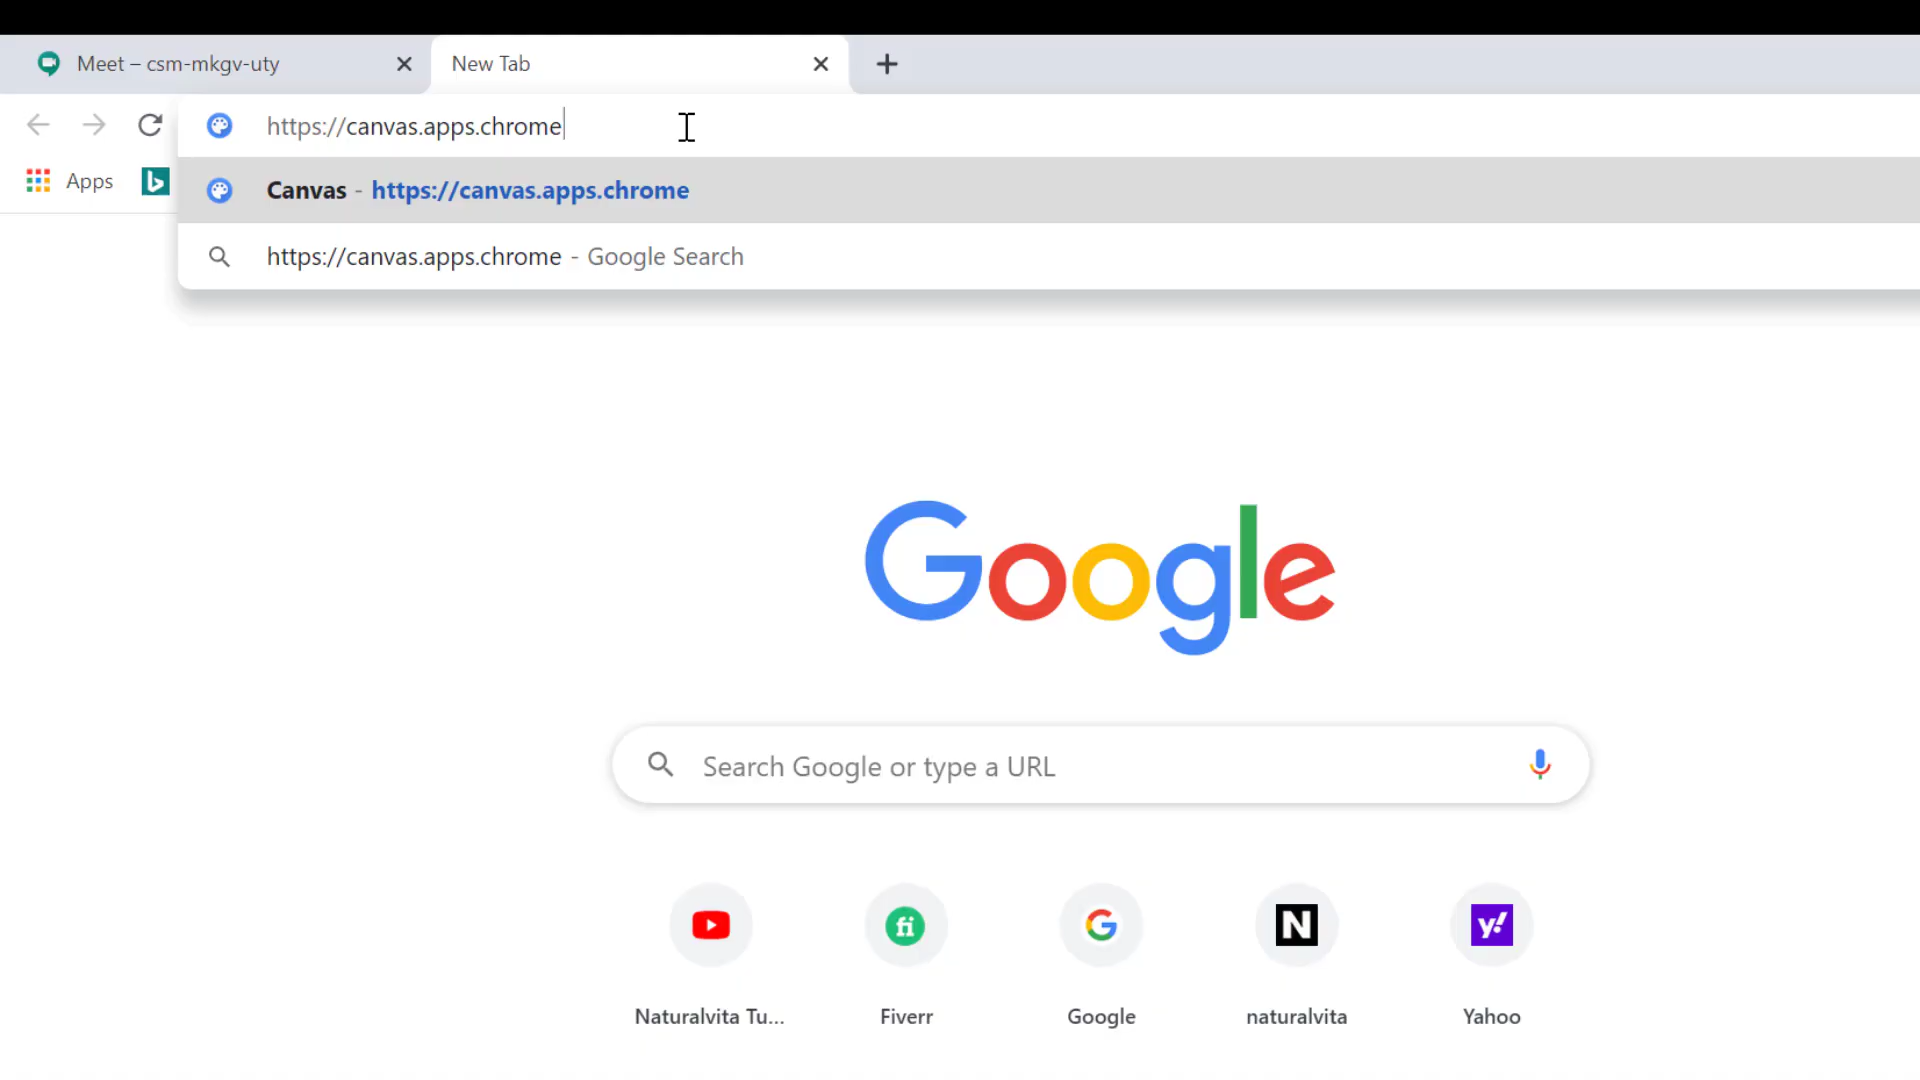 Meet – csm-mkgv-uty
New Tab
https://canvas.apps.chrome
Apps
Canvas - https://canvas.apps.chrome
https://canvas.apps.chrome - Google Search
Google
Search Google or type a URL
fi
N
y!
Naturalvita Tu...
Fiverr
Google
naturalvita
Yahoo